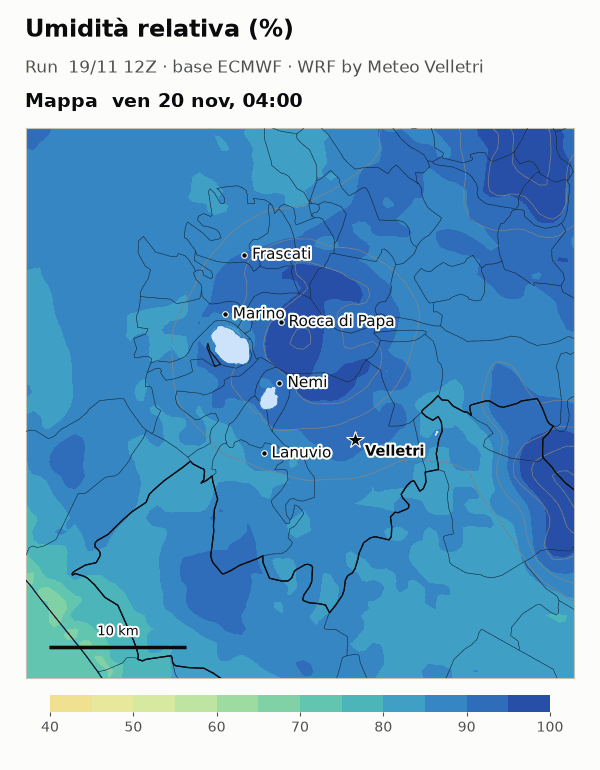 Umidità relativa (%)
Run  19/11 12Z · base ECMWF · WRF by Meteo Velletri
Mappa  ven 20 nov, 04:00
Frascati
Marino
Rocca di Papa
Nemi
Velletri
Lanuvio
10 km
40 50 60 70 80 90 100